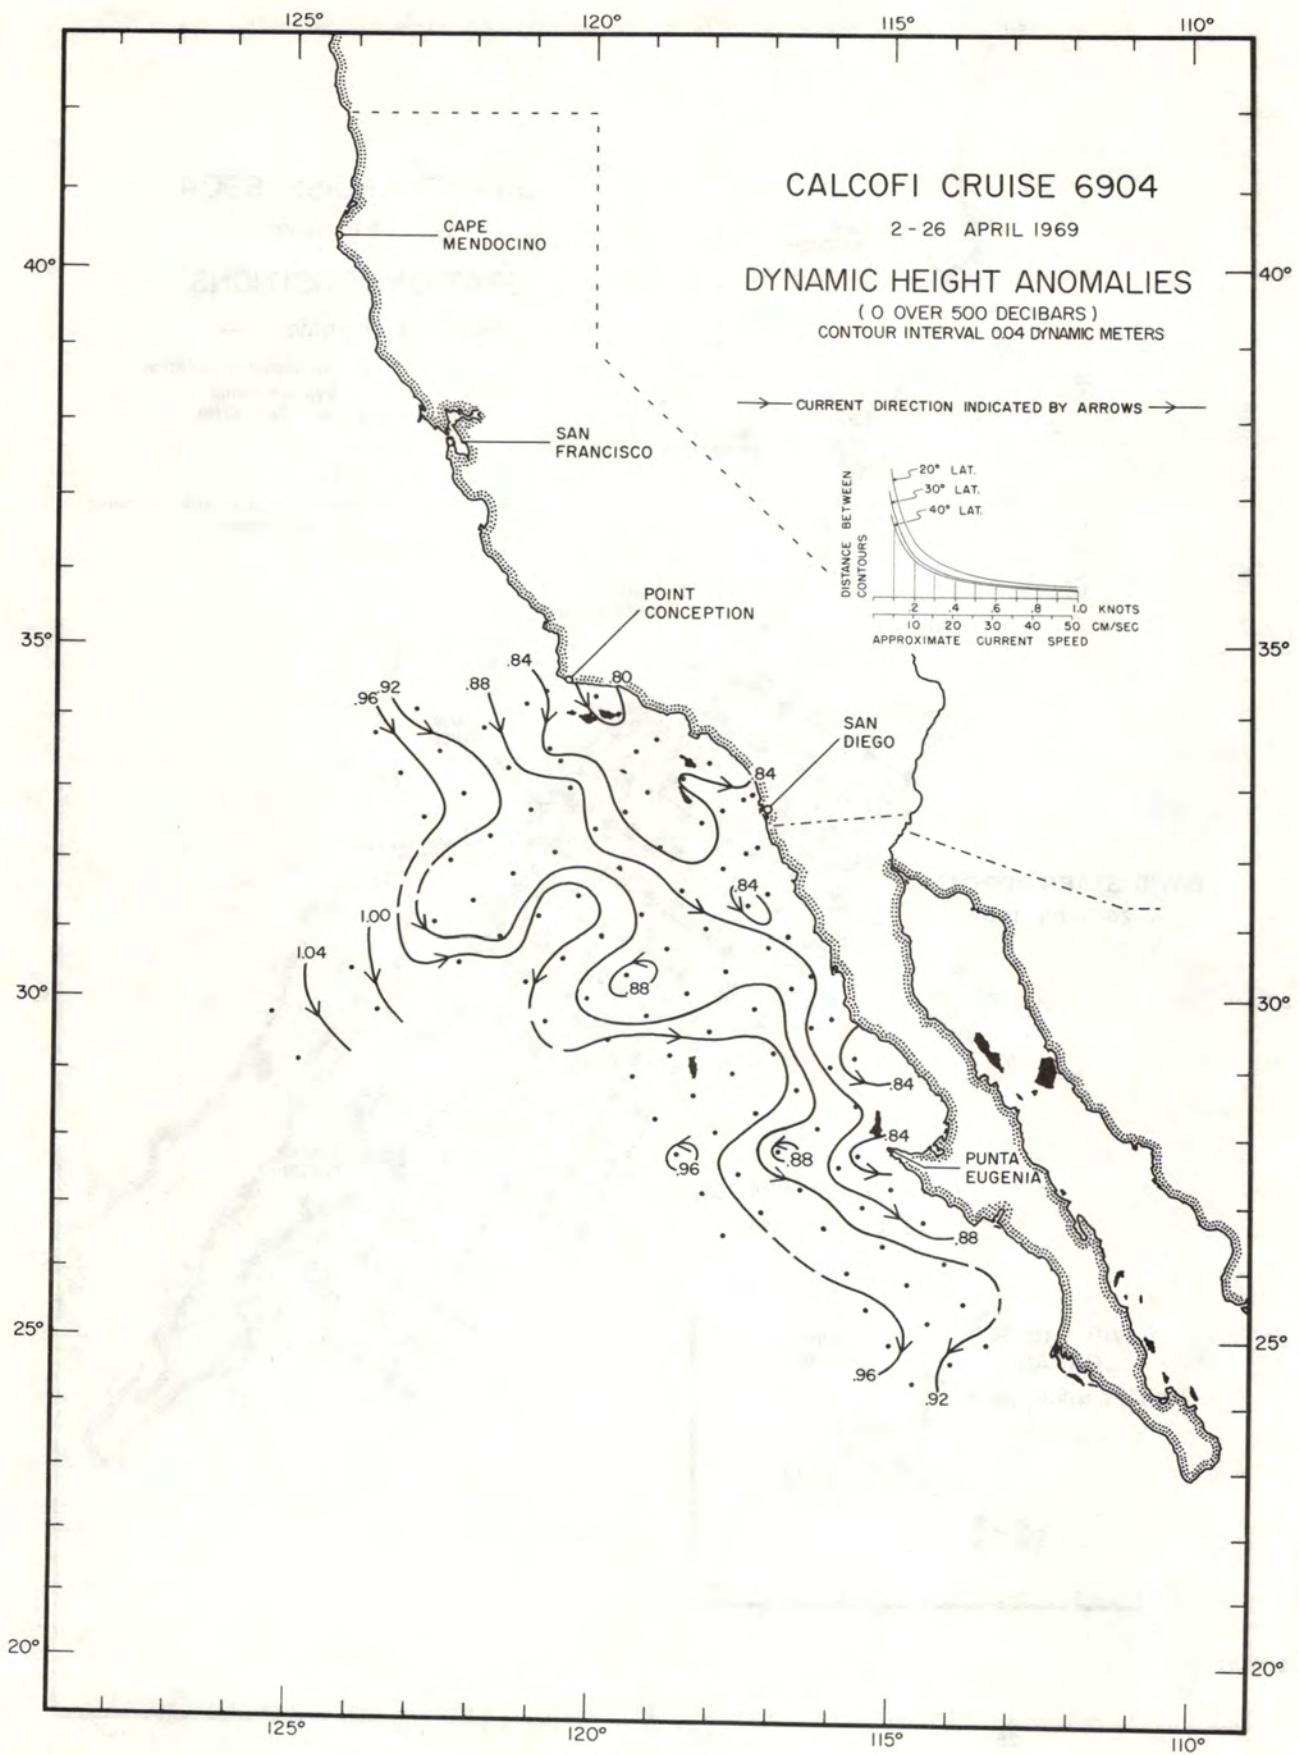 125° 120° 115° 110°
CALCOFI CRUISE 6904
2-26 APRIL 1969
DYNAMIC HEIGHT ANOMALIES
(0 OVER 500 DECIBARS)
CONTOUR INTERVAL 0.04 DYNAMIC METERS
CURRENT DIRECTION INDICATED BY ARROWS
CAPE
MENDOCINO
40° 40°
SAN
FRANCISCO
20° LAT.
30° LAT.
40° LAT.
DISTANCE BETWEEN
CONTOURS
.2 .4 .6 .8 1.0 KNOTS
10 20 30 40 50 CM/SEC
APPROXIMATE CURRENT SPEED
POINT
CONCEPTION
35° 35°
.96 .92 .88 .84 .80
SAN
DIEGO
.84
.84
1.00
1.04
30° 30°
.88
.84
.84
.96 .88
PUNTA
EUGENIA
.88
25° 25°
.96
.92
20° 20°
125° 120° 115° 110°